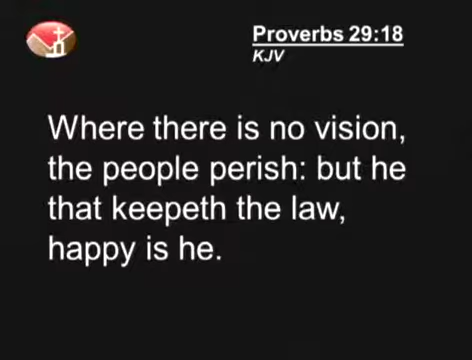 Proverbs 29:18
KJV
Where there is no vision,
the people perish: but he
that keepeth the law,
happy is he.